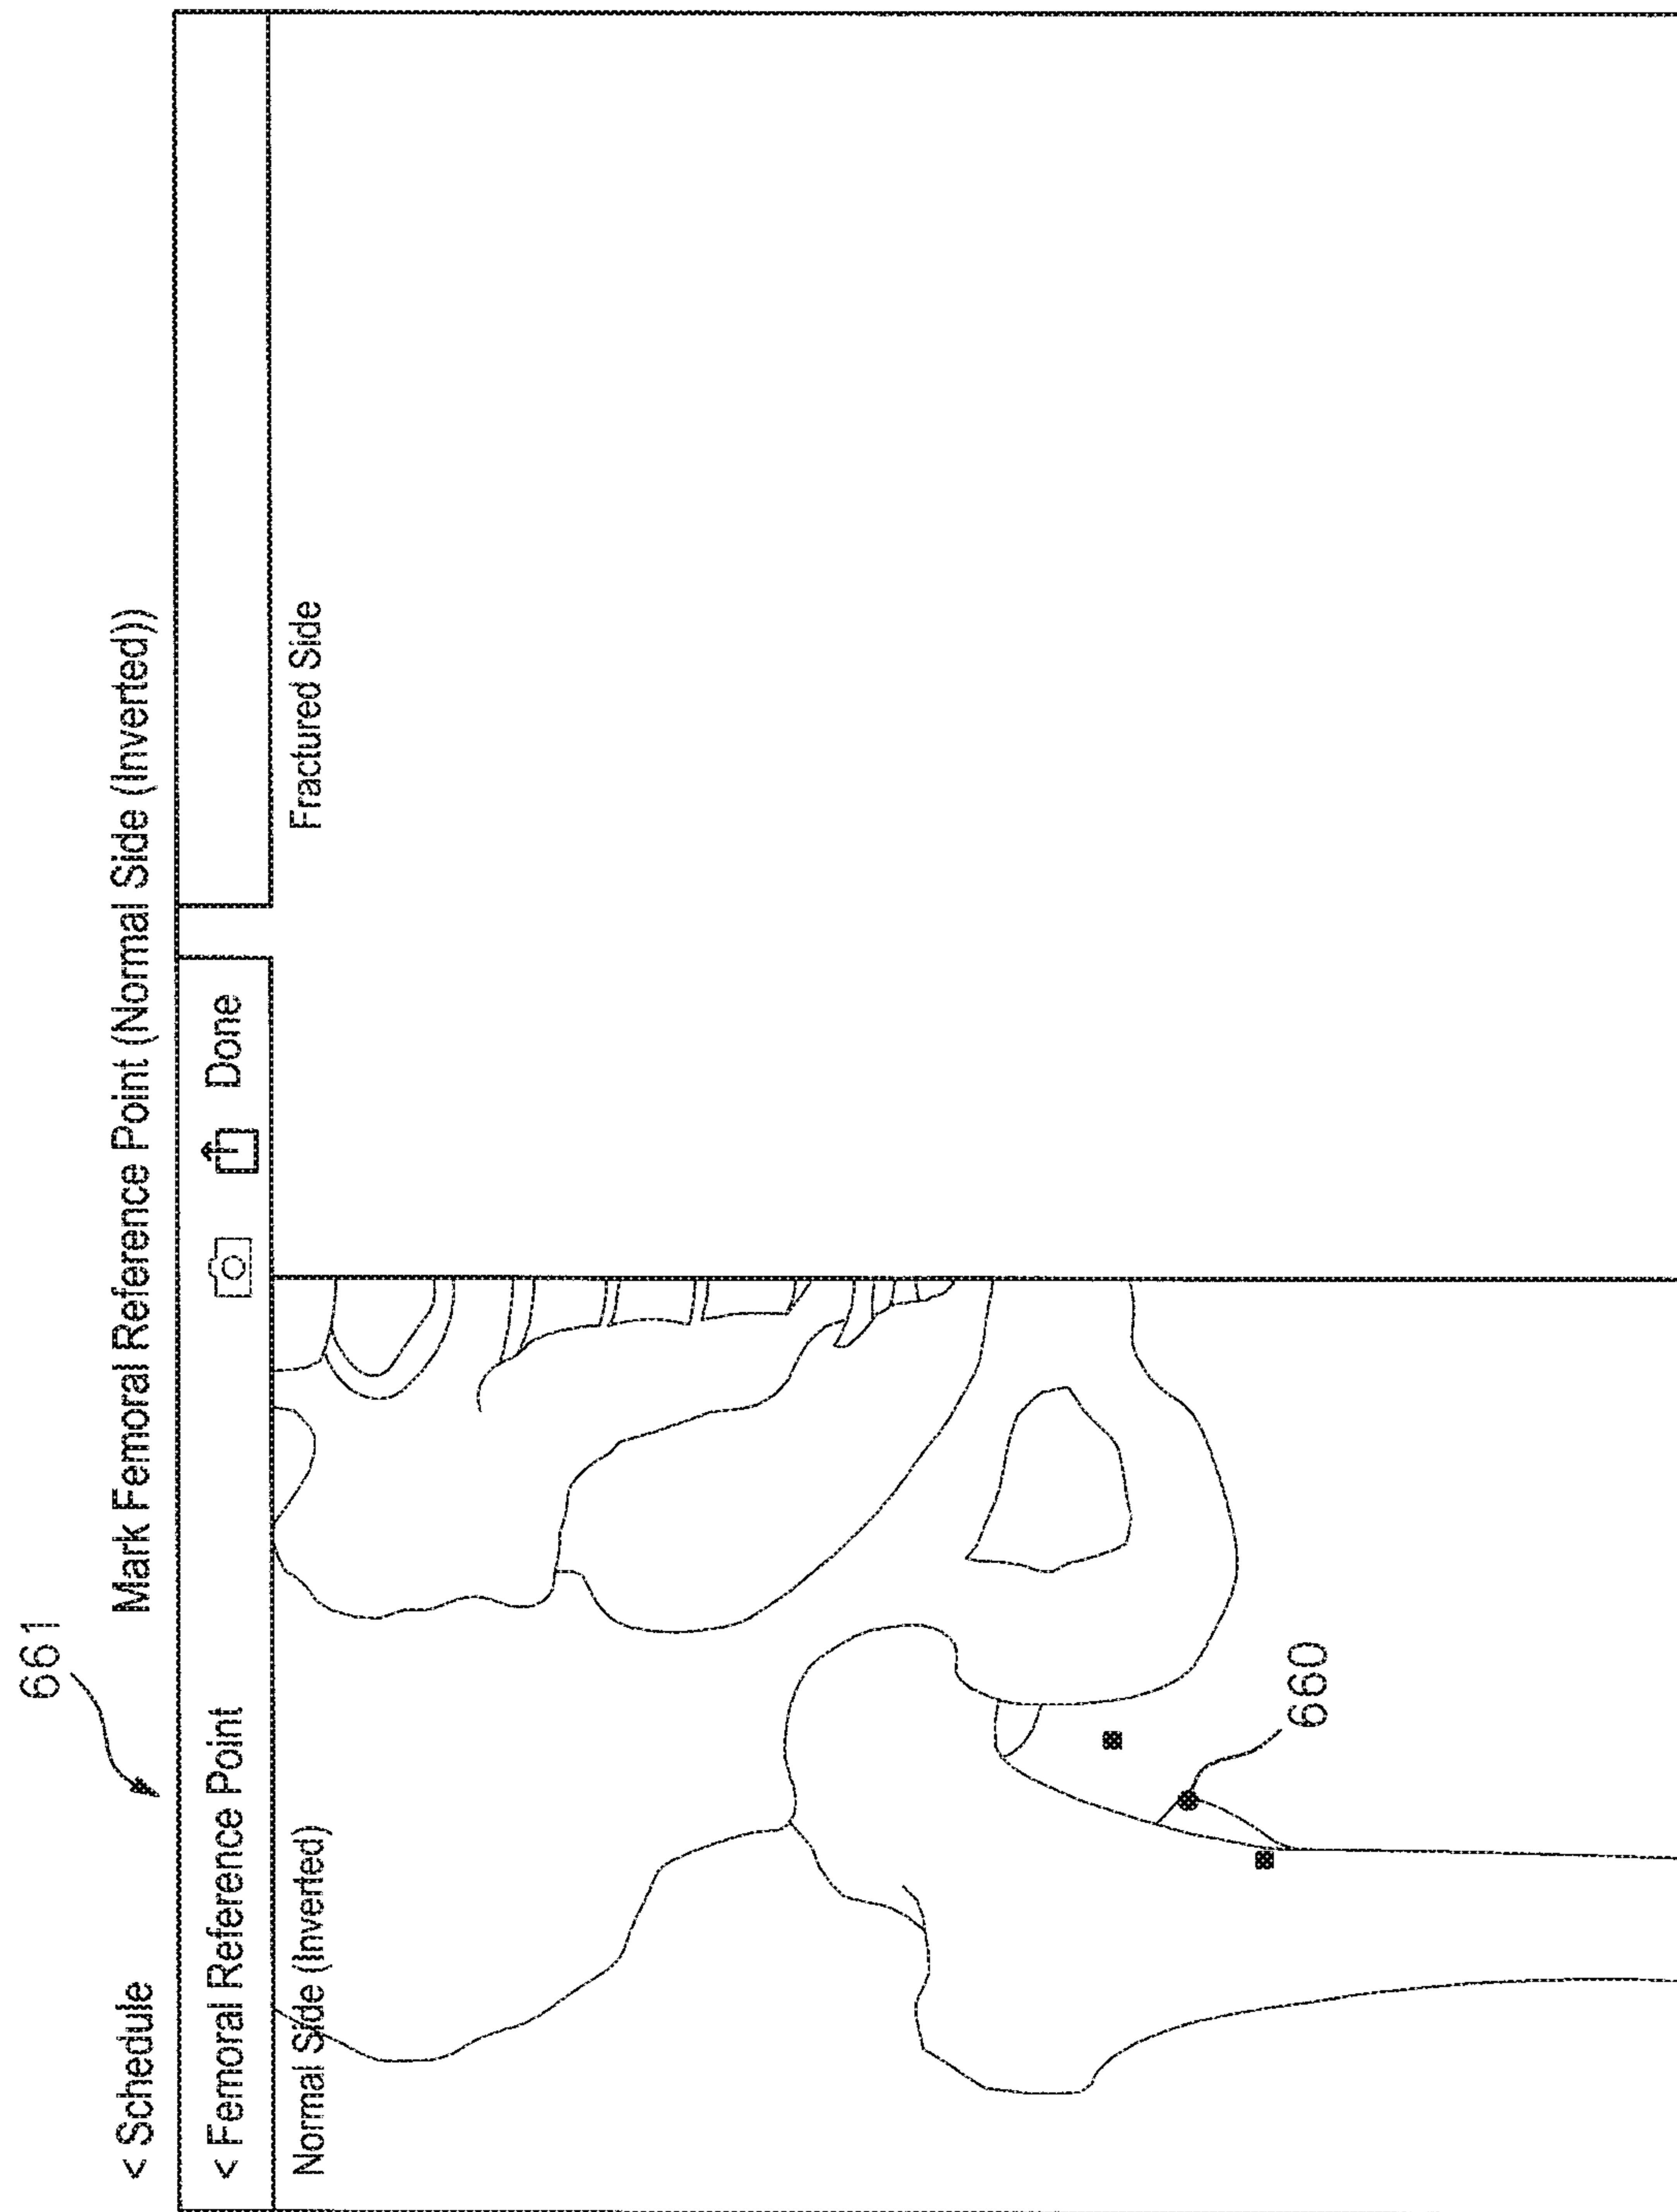 661
< Schedule Mark Femoral Reference Point (Normal Side (Inverted))
< Femoral Reference Point Done
Normal Side (Inverted) Fractured Side
660